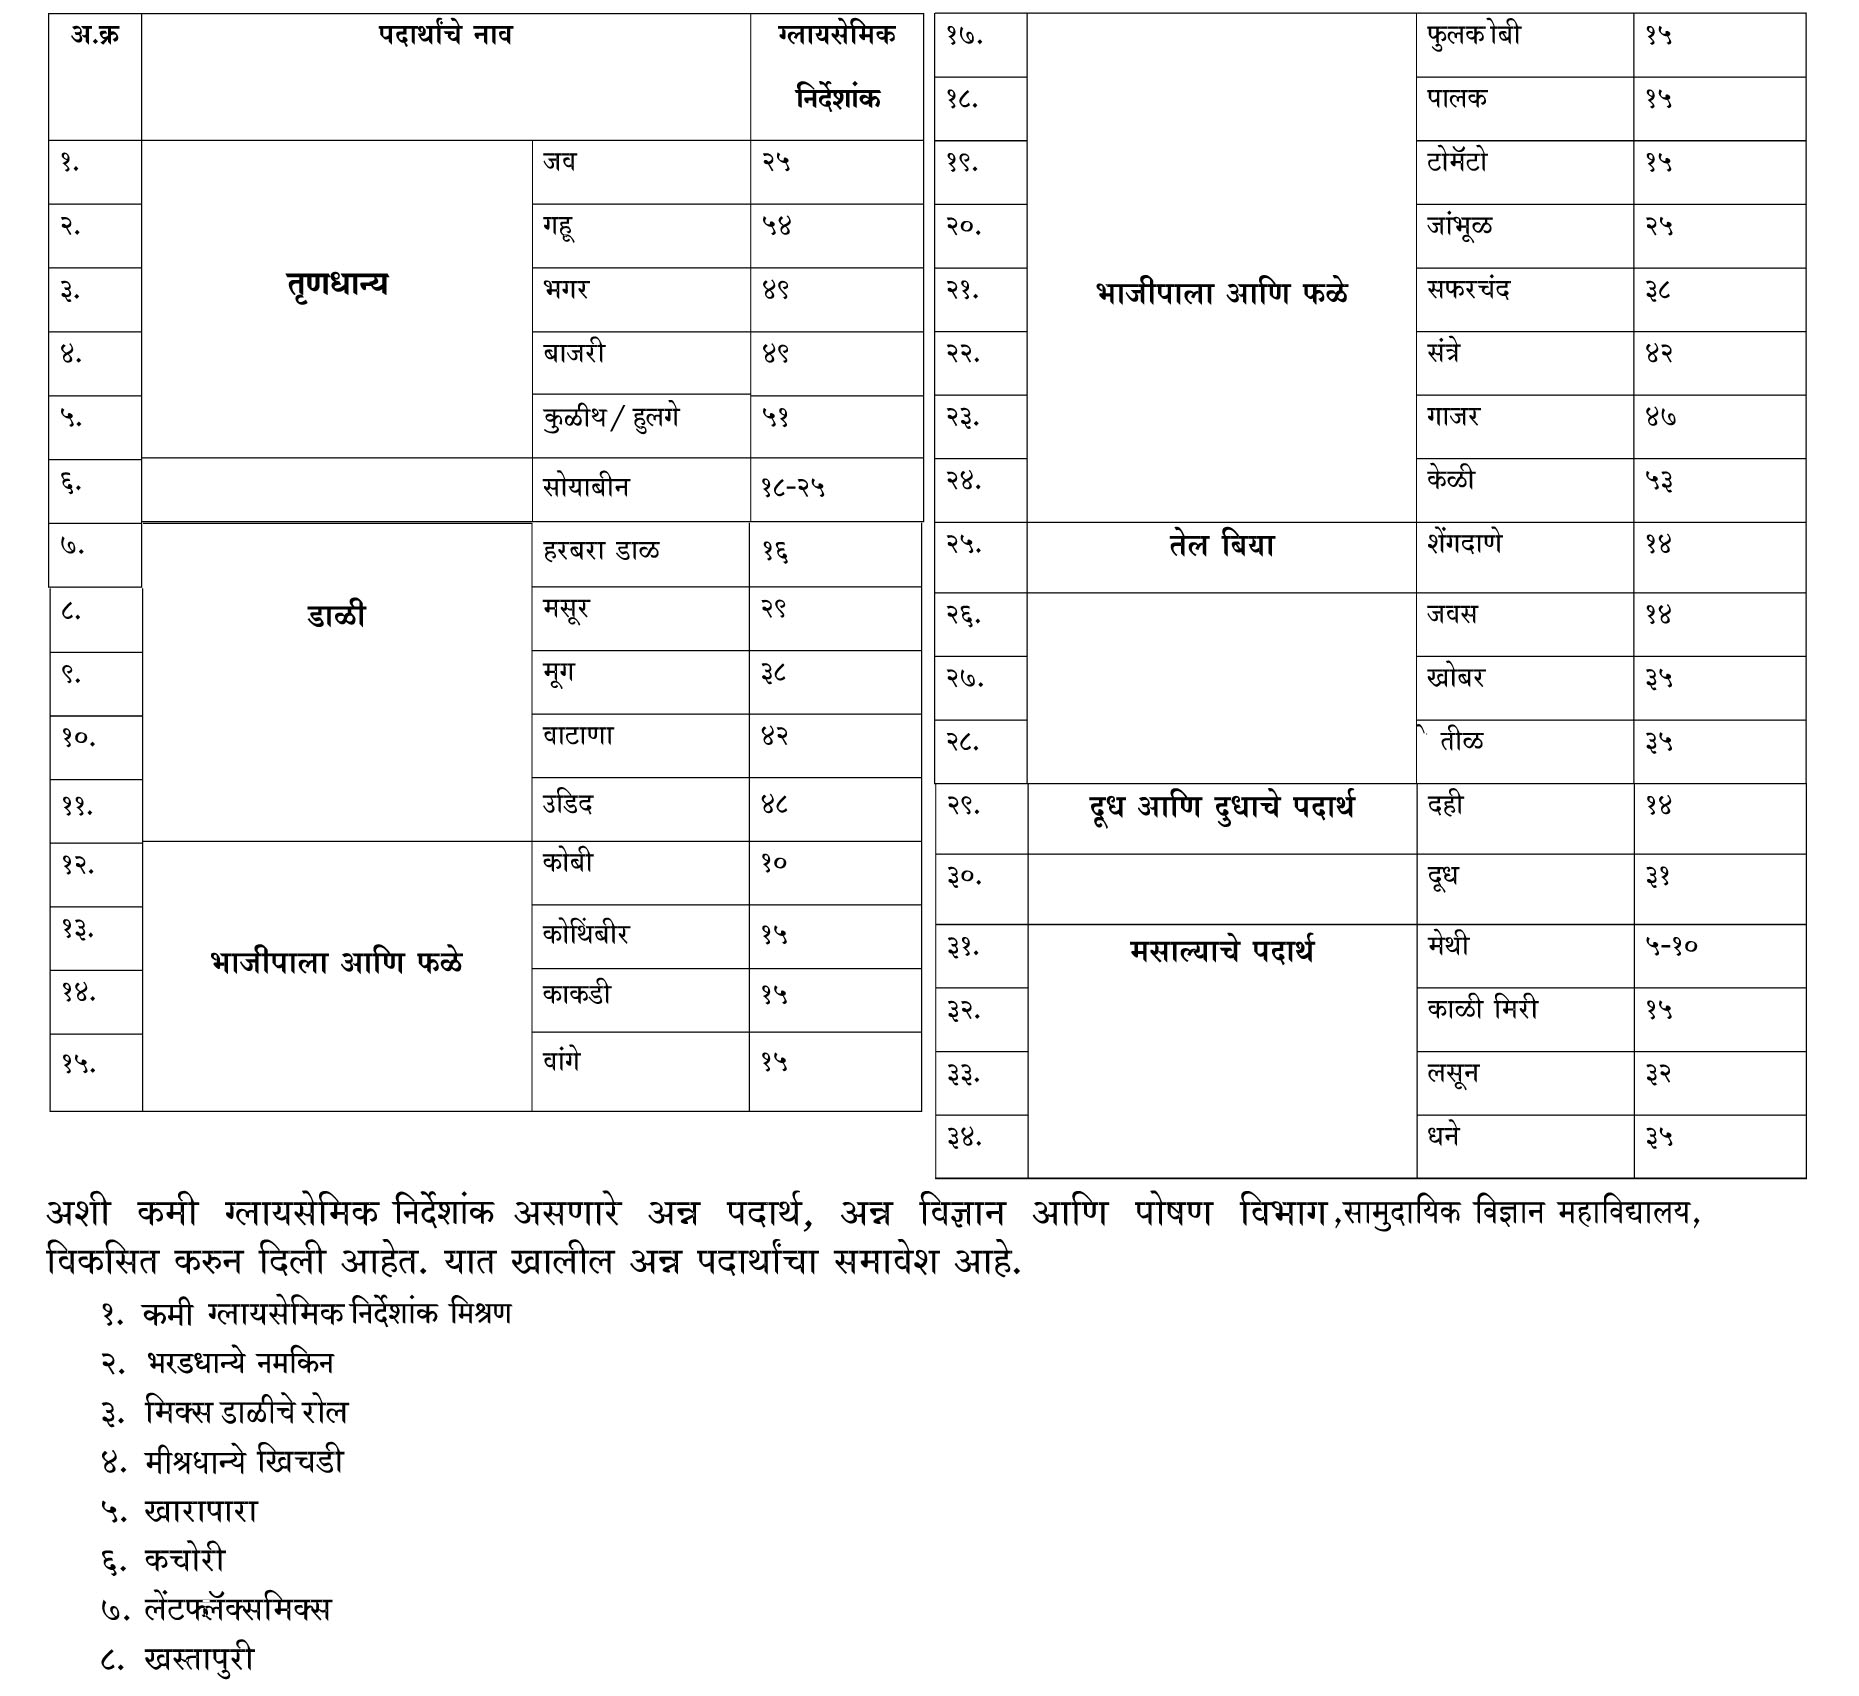 अ.क्र पदार्थांचे नाव ग्लायसेमिक
निर्देशांक
१. जव २५
२. गहू ५४
तृणधान्य
३. भगर ४९
४. बाजरी ४९
५. कुळीथ/ हुलगे ५१
६. सोयाबीन १८-२५
७. हरबरा डाळ १६
८. डाळी मसूर २९
९. मूग ३८
१०. वाटाणा ४२
११. उडिद ४८
१२. कोबी १०
१३. कोथिंबीर १५
भाजीपाला आणि फळे
१४. काकडी १५
१५. वांगे १५
१७. फुलकोबी १५
१८. पालक १५
१९. टोमॅटो १५
२०. जांभूळ २५
२१. भाजीपाला आणि फळे सफरचंद ३८
२२. संत्रे ४२
२३. गाजर ४७
२४. केळी ५३
२५. तेल बिया शेंगदाणे १४
२६. जवस १४
२७. खोबर ३५
२८. े तीळ ३५
२९. दूध आणि दुधाचे पदार्थ दही १४
३०. दूध ३१
३१. मसाल्याचे पदार्थ मेथी ५-१०
३२. काळी मिरी १५
३३. लसून ३२
३४. धने ३५
अशी कमी ग्लायसेमिक निर्देशांक असणारे अन्न पदार्थ, अन्न विज्ञान आणि पोषण विभाग,सामुदायिक विज्ञान महाविद्यालय,
विकसित करुन दिली आहेत. यात खालील अन्न पदार्थांचा समावेश आहे.
१. कमी ग्लायसेमिक निर्देशांक मिश्रण
२. भरडधान्ये नमकिन
३. मिक्स डाळीचे रोल
४. मीश्रधान्ये खिचडी
५. खारापारा
६. कचोरी
७. लेंटफ्लॅक्समिक्स
८. खस्तापुरी